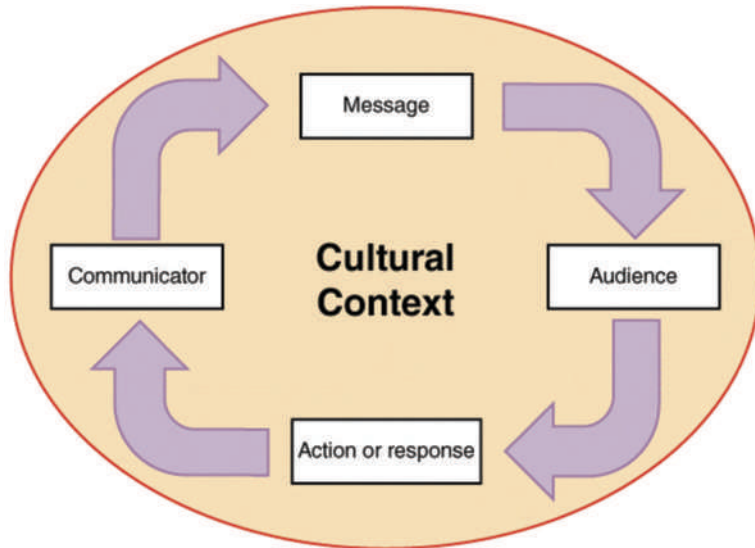 Message
Communicator
Cultural
Context
Audience
Action or response